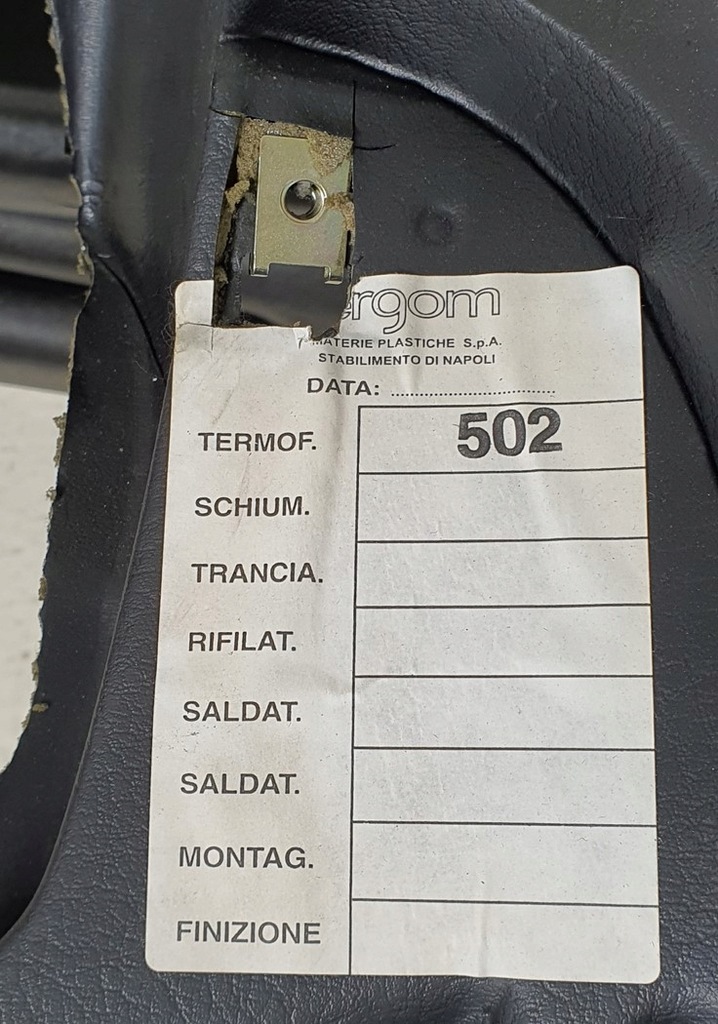 ergom
MATERIE PLASTICHE S.p.A.
STABILIMENTO DI NAPOLI
DATA: ........................................
TERMOF. 502
SCHIUM.
TRANCIA.
RIFILAT.
SALDAT.
SALDAT.
MONTAG.
FINIZIONE